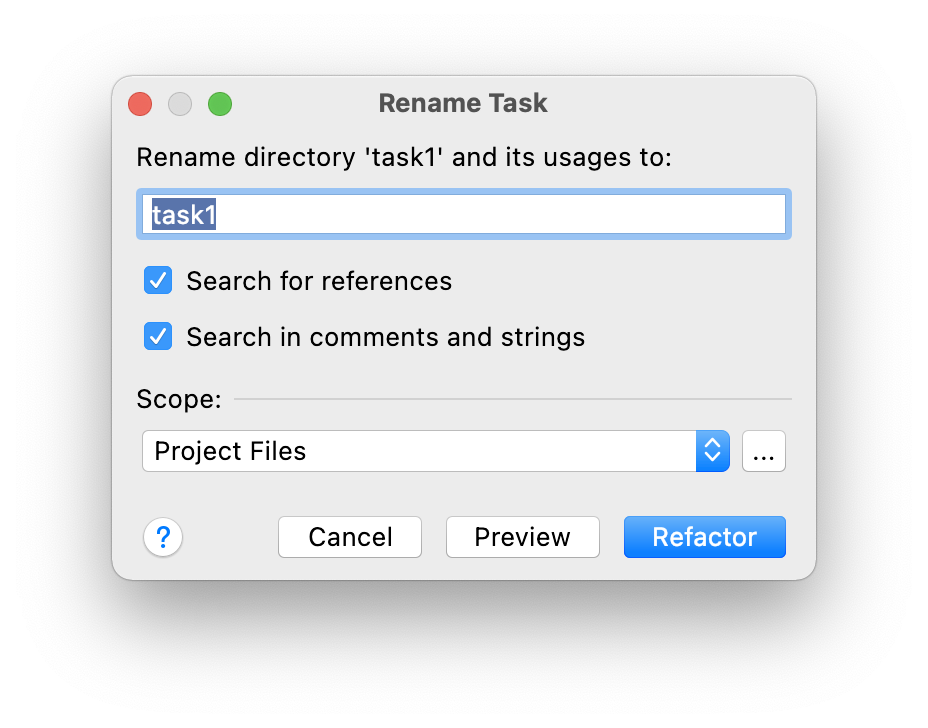 Rename Task
Rename directory 'task1' and its usages to:
task1
Search for references
Search in comments and strings
Scope:
Project Files
...
? Cancel Preview Refactor